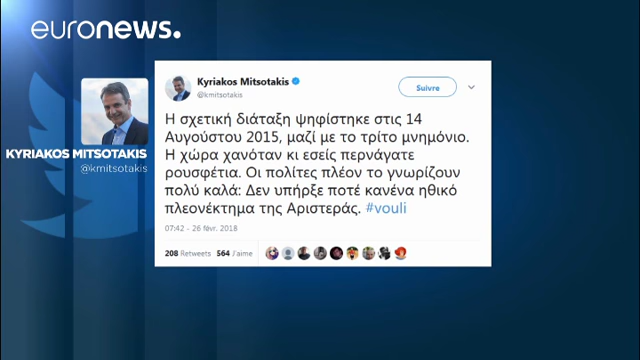 euronews.
Kyriakos Mitsotakis
@kmitsotakis
Suivre
Η σχετική διάταξη ψηφίστηκε στις 14
Αυγούστου 2015, μαζί με το τρίτο μνημόνιο.
Η χώρα χανόταν κι εσείς περνάγατε
ρουσφέτια. Οι πολίτες πλέον το γνωρίζουν
πολύ καλά: Δεν υπήρξε ποτέ κανένα ηθικό
πλεονέκτημα της Αριστεράς. #vouli
07:42 - 26 févr. 2018
208 Retweets 564 J'aime
KYRIAKOS MITSOTAKIS
@kmitsotakis